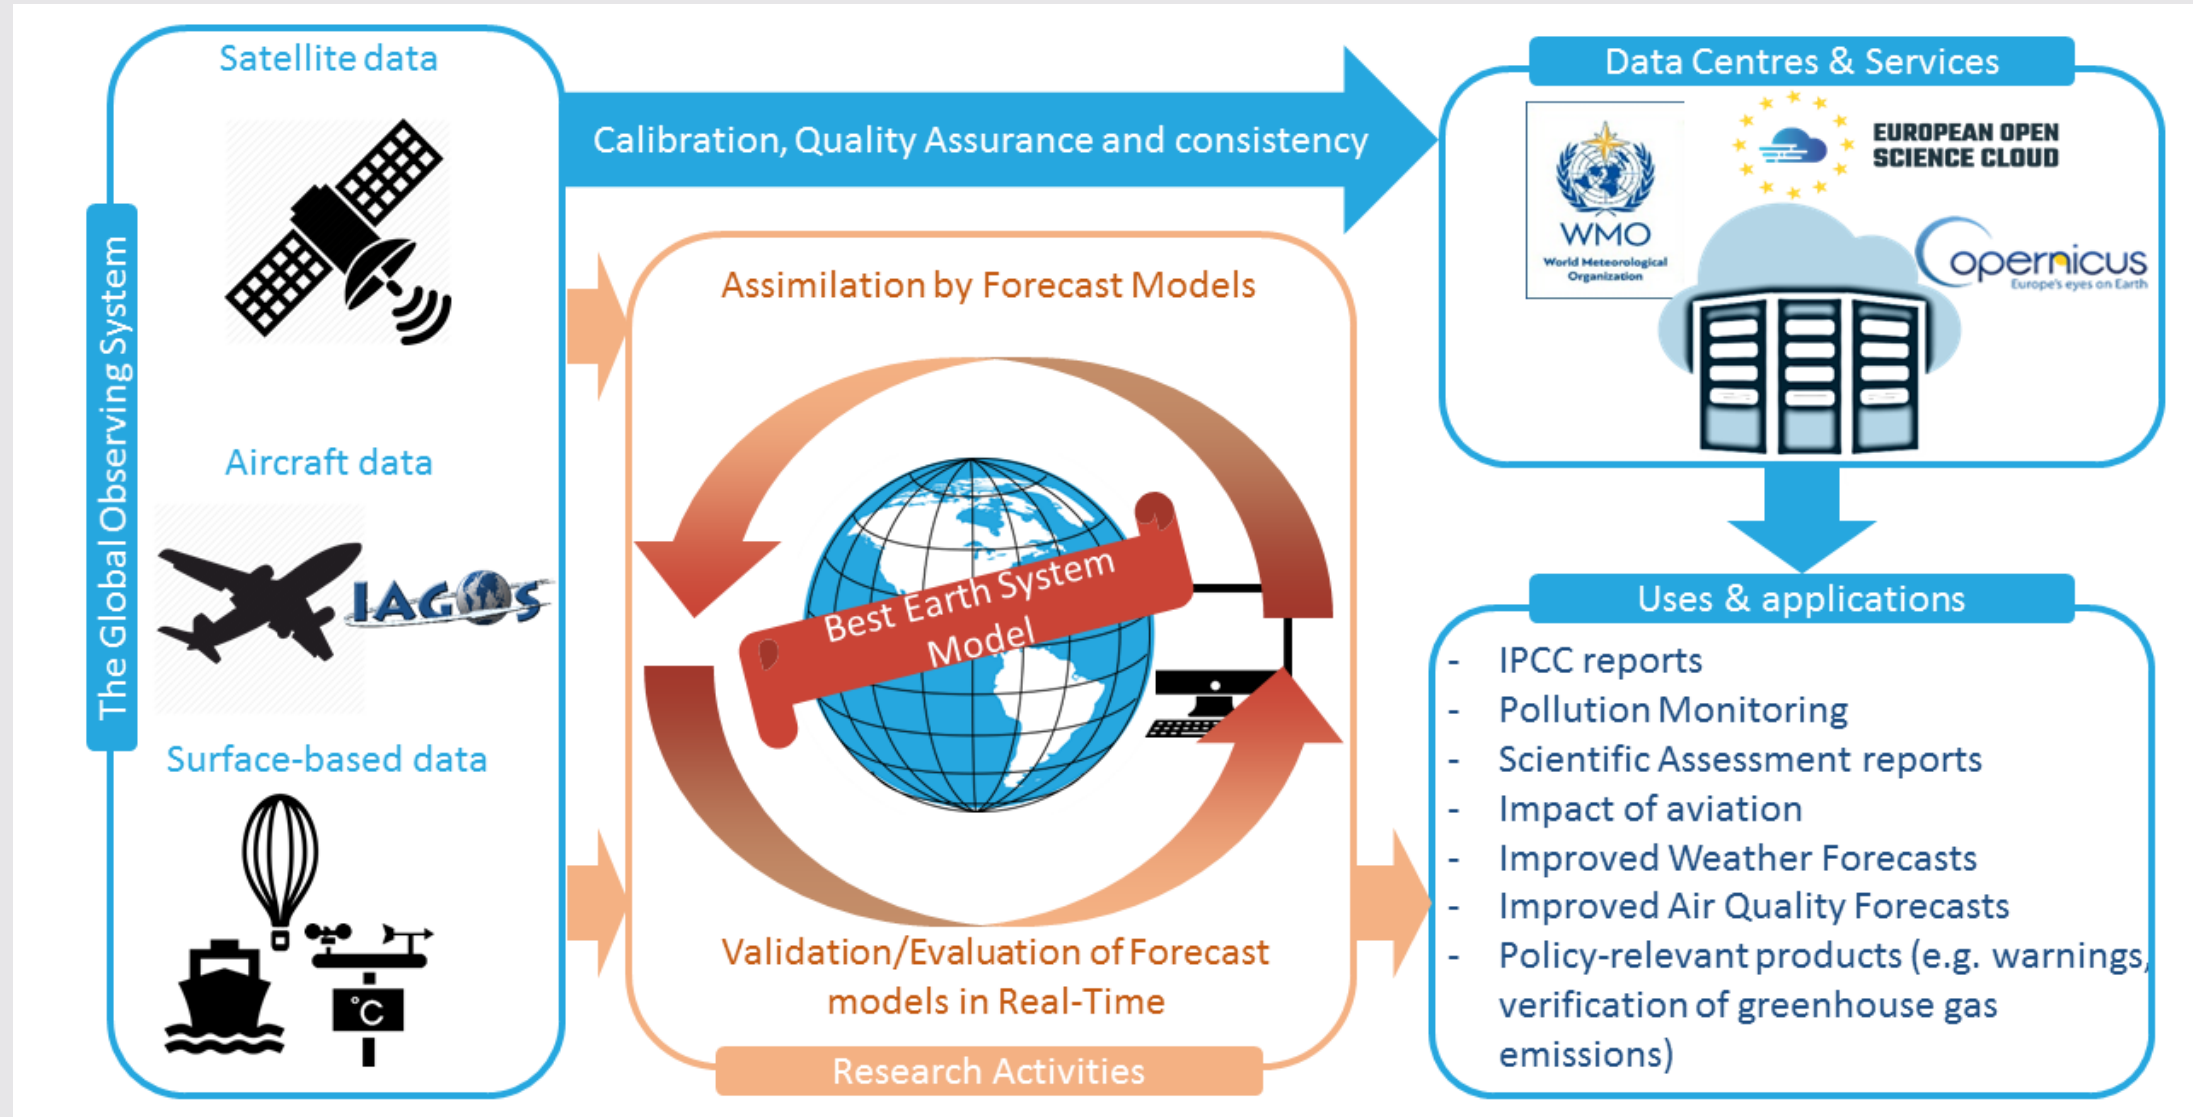 Satellite data
The Global Observing System
Aircraft data
IAGOS
Surface-based data
°C
Calibration, Quality Assurance and consistency
Assimilation by Forecast Models
Best Earth System
Model
Validation/Evaluation of Forecast
models in Real-Time
Research Activities
Data Centres & Services
WMO
World Meteorological
Organization
EUROPEAN OPEN
SCIENCE CLOUD
Copernicus
Europe's eyes on Earth
Uses & applications
- IPCC reports
- Pollution Monitoring
- Scientific Assessment reports
- Impact of aviation
- Improved Weather Forecasts
- Improved Air Quality Forecasts
- Policy-relevant products (e.g. warnings,
verification of greenhouse gas
emissions)